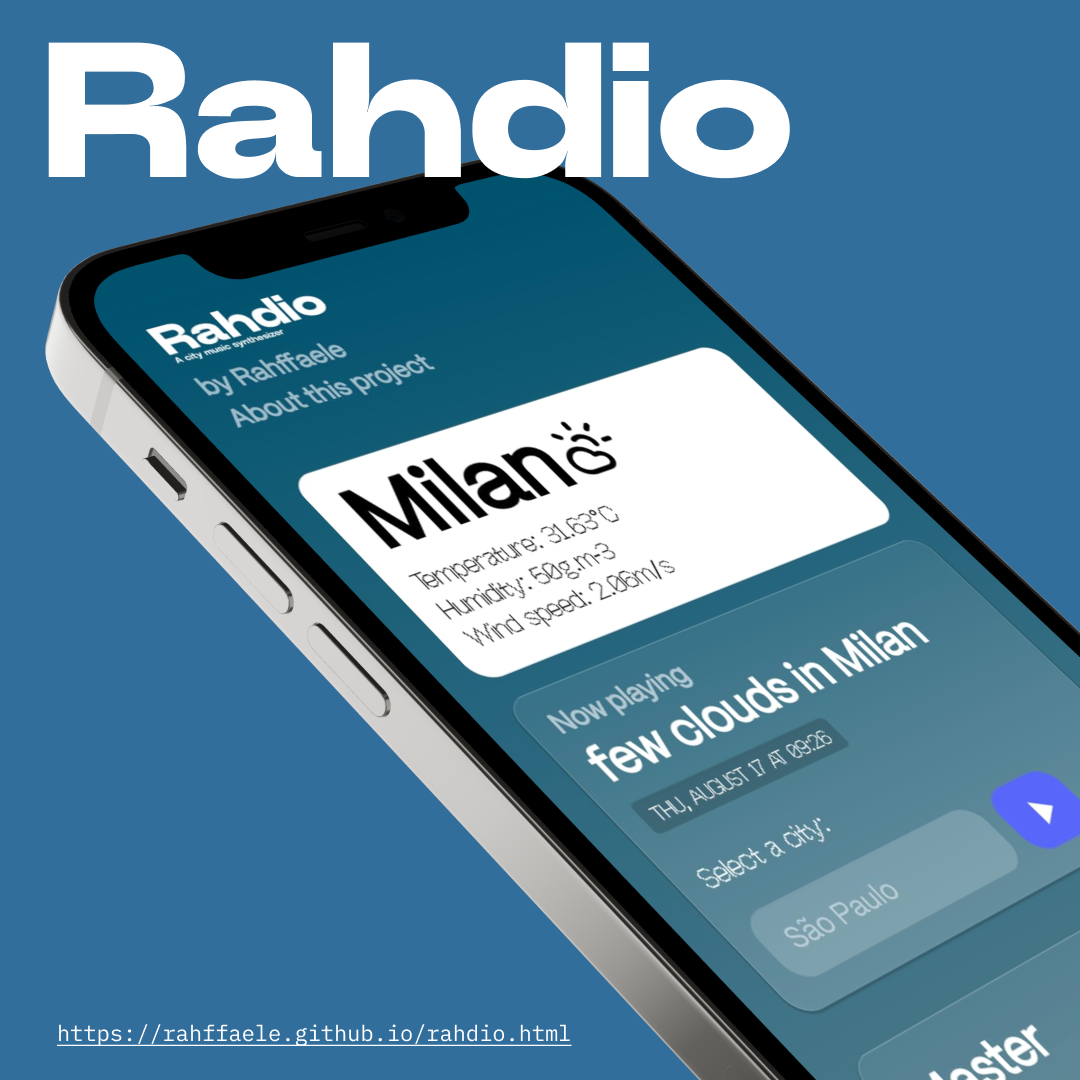 Rahdio
Rahdio
A city music synthesizer
by Rahffaele
About this project
Milan
Temperature: 31.63°C
Humidity: 50g.m-3
Wind speed: 2.06m/s
Now playing
few clouds in Milan
THU, AUGUST 17 AT 09:26
Select a city:
São Paulo
https://rahffaele.github.io/rahdio.html